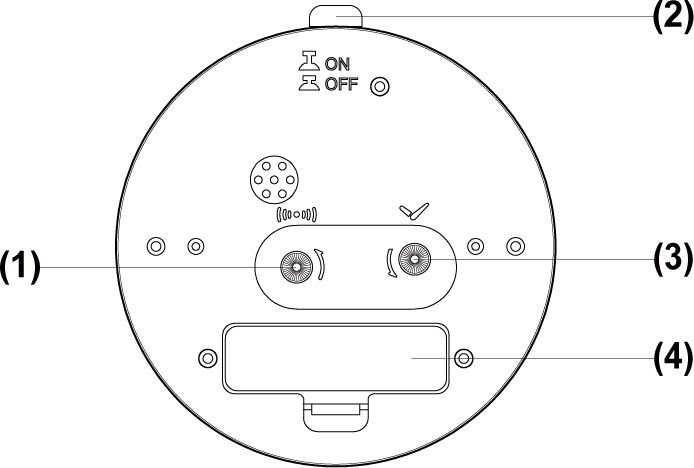 (2)
ON
OFF
(1)
(3)
(4)